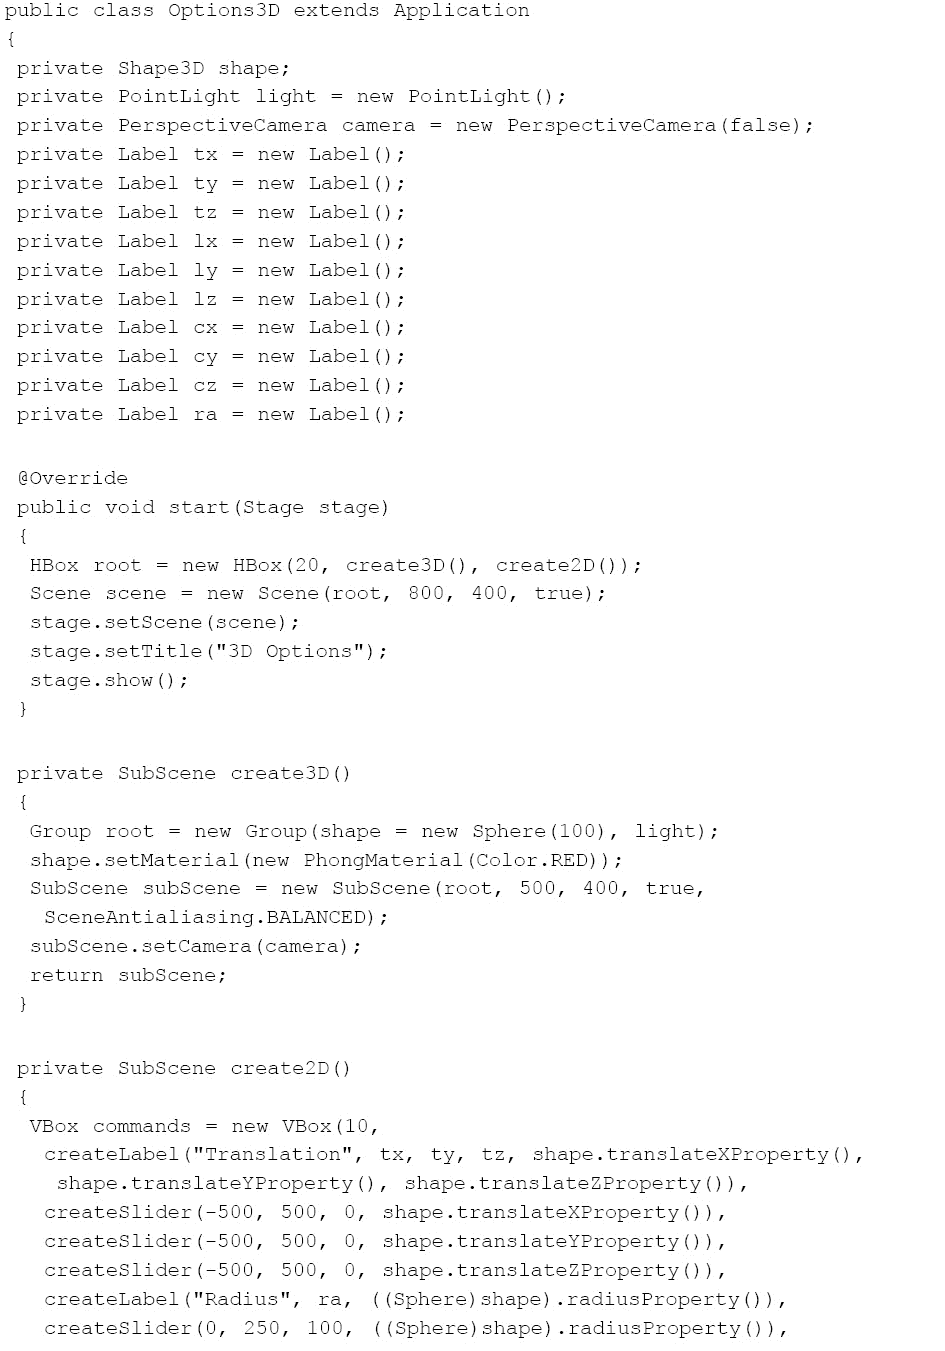 public class Options3D extends Application
{
private Shape3D shape;
private PointLight light = new PointLight();
private PerspectiveCamera camera = new PerspectiveCamera(false);
private Label tx = new Label();
private Label ty = new Label();
private Label tz = new Label();
private Label lx = new Label();
private Label ly = new Label();
private Label lz = new Label();
private Label cx = new Label();
private Label cy = new Label();
private Label cz = new Label();
private Label ra = new Label();
@Override
public void start(Stage stage)
{
HBox root = new HBox(20, create3D(), create2D());
Scene scene = new Scene(root, 800, 400, true);
stage.setScene(scene);
stage.setTitle("3D Options");
stage.show();
}
private SubScene create3D()
{
Group root = new Group(shape = new Sphere(100), light);
shape.setMaterial(new PhongMaterial(Color.RED));
SubScene subScene = new SubScene(root, 500, 400, true,
SceneAntialiasing.BALANCED);
subScene.setCamera(camera);
return subScene;
}
private SubScene create2D()
{
VBox commands = new VBox(10,
createLabel("Translation", tx, ty, tz, shape.translateXProperty(),
shape.translateYProperty(), shape.translateZProperty()),
createSlider(-500, 500, 0, shape.translateXProperty()),
createSlider(-500, 500, 0, shape.translateYProperty()),
createSlider(-500, 500, 0, shape.translateZProperty()),
createLabel("Radius", ra, ((Sphere)shape).radiusProperty()),
createSlider(0, 250, 100, ((Sphere)shape).radiusProperty()),